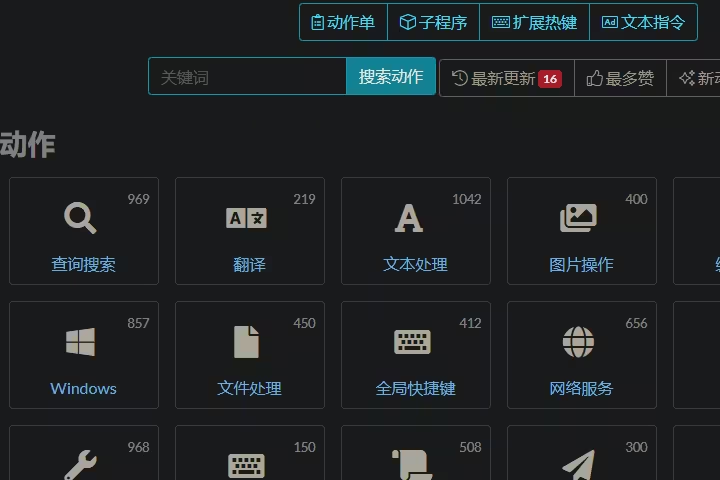 动作单 子程序 扩展热键 Ad 文本指令
关键词 搜索动作 最新更新 16 最多赞
动作
969 219 1042 400
查询搜索 翻译 文本处理 图片操作
857 450 412 656
Windows 文件处理 全局快捷键 网络服务
968 150 508 300